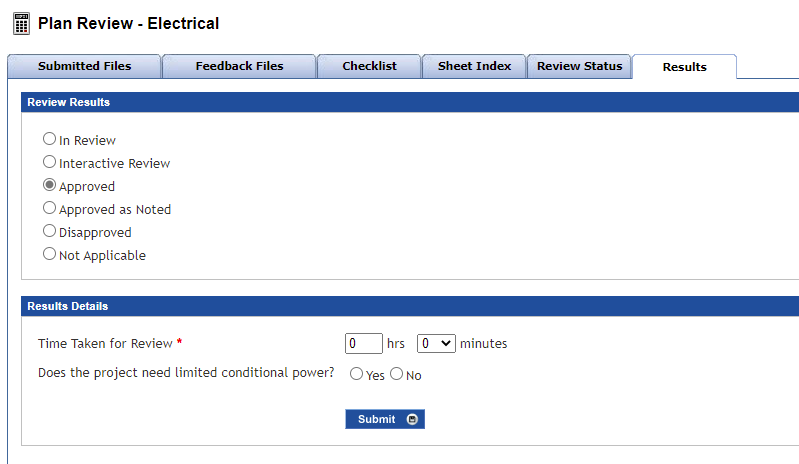 Plan Review - Electrical
Submitted Files Feedback Files Checklist Sheet Index Review Status Results
Review Results
In Review
Interactive Review
Approved
Approved as Noted
Disapproved
Not Applicable
Results Details
Time Taken for Review * 0 hrs 0 minutes
Does the project need limited conditional power? Yes No
Submit